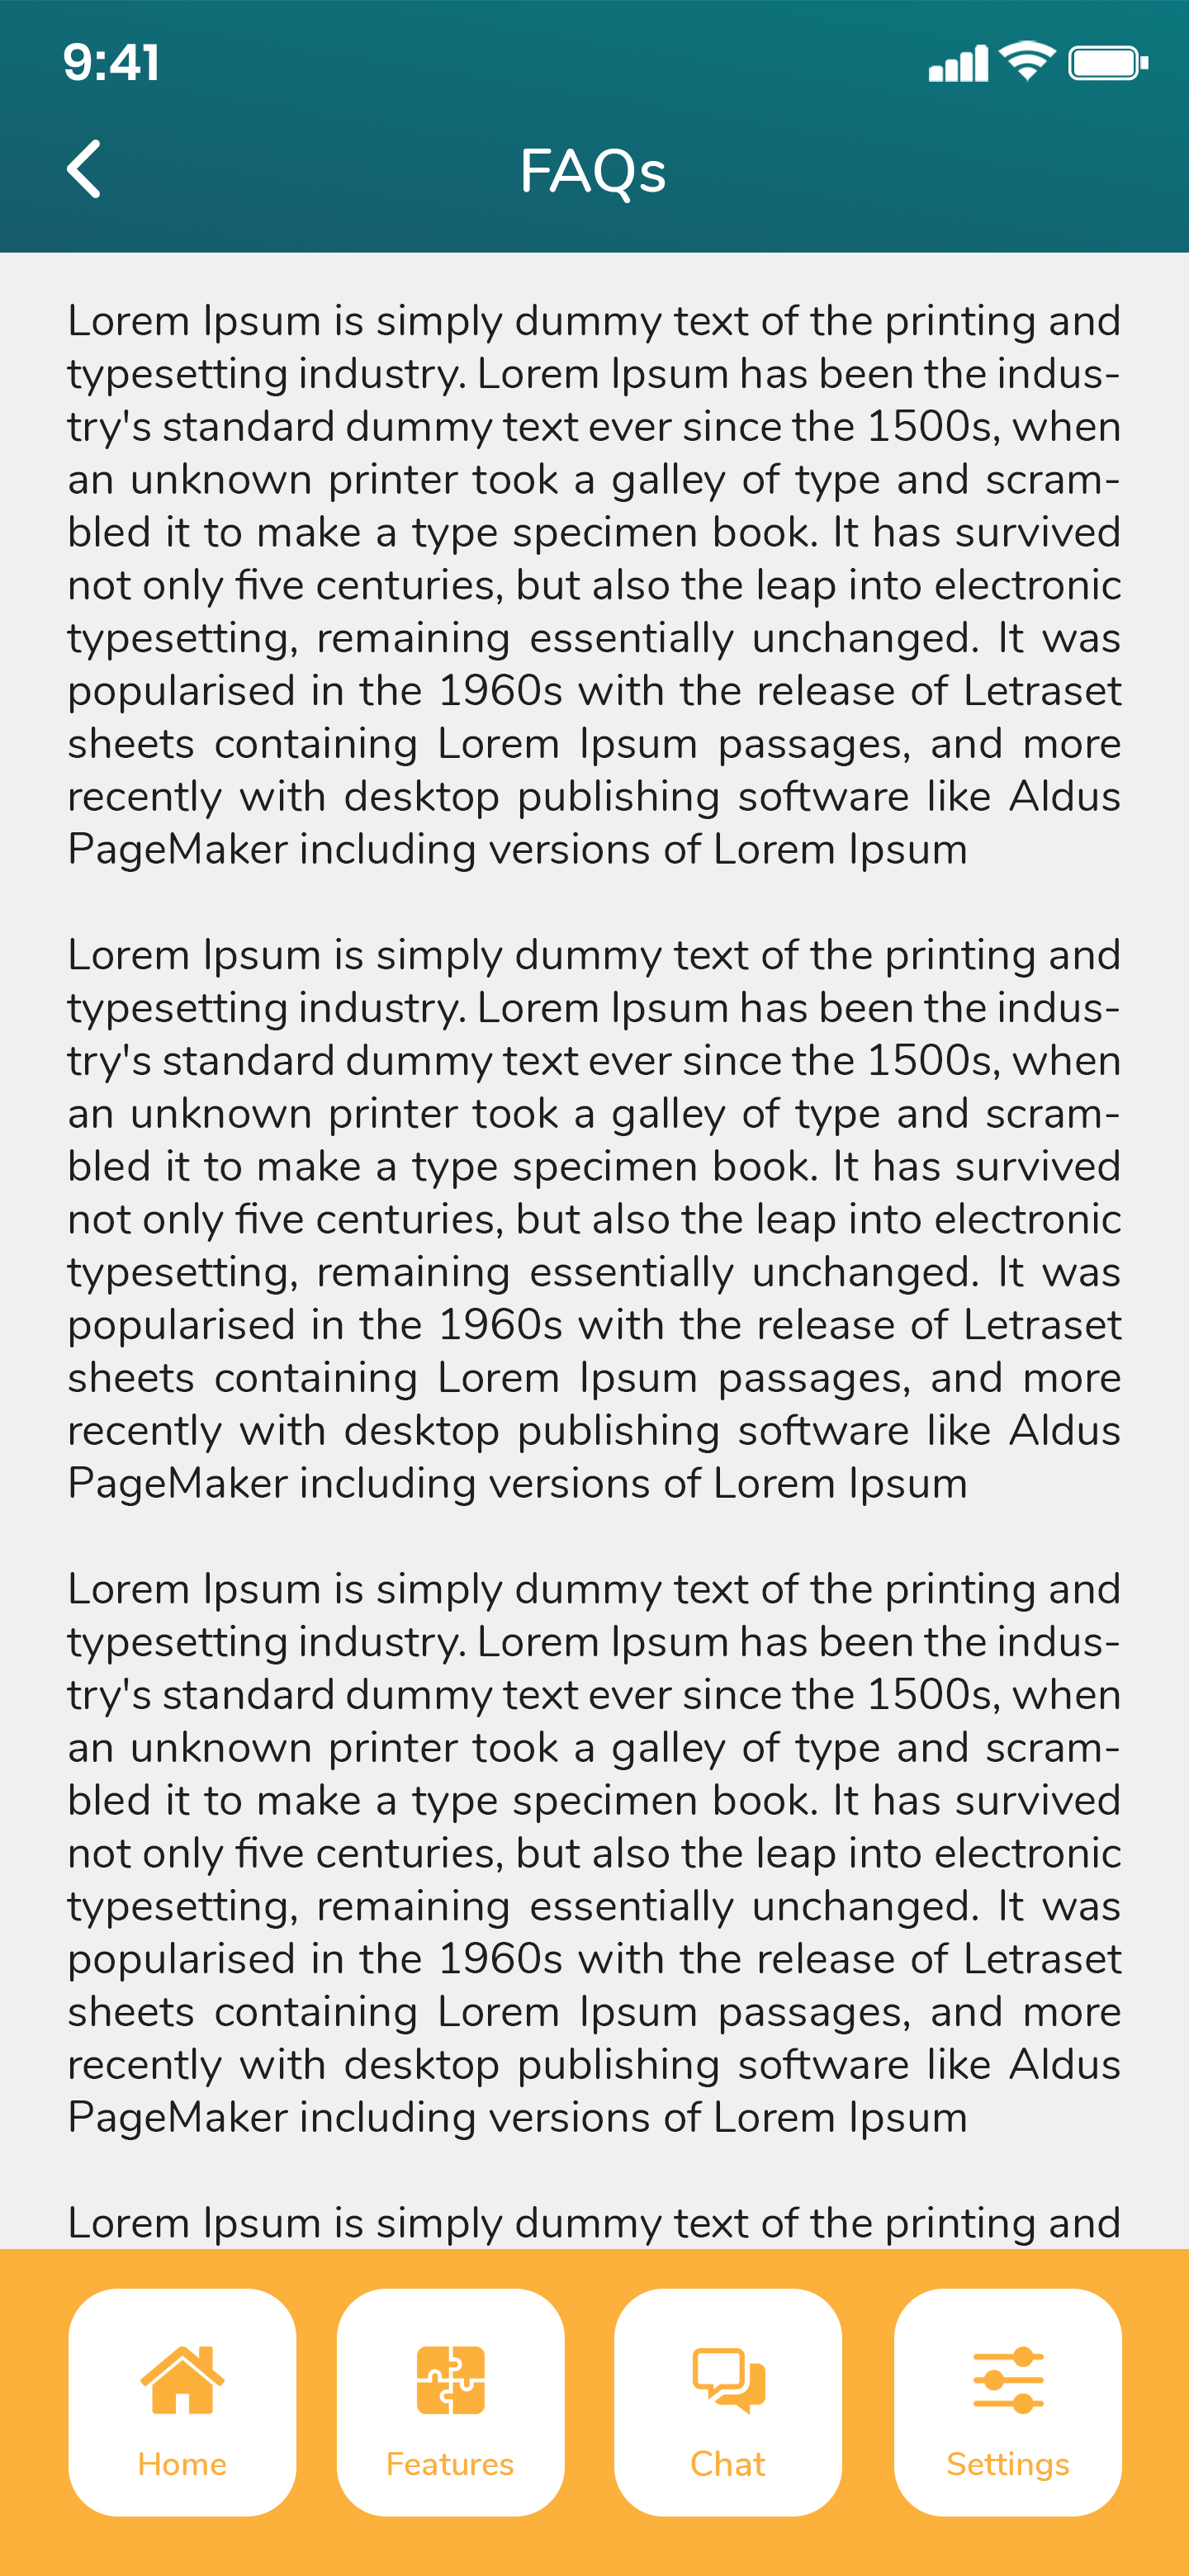 9:41
FAQs
Lorem Ipsum is simply dummy text of the printing and
typesetting industry. Lorem Ipsum has been the indus-
try's standard dummy text ever since the 1500s, when
an unknown printer took a galley of type and scram-
bled it to make a type specimen book. It has survived
not only five centuries, but also the leap into electronic
typesetting, remaining essentially unchanged. It was
popularised in the 1960s with the release of Letraset
sheets containing Lorem Ipsum passages, and more
recently with desktop publishing software like Aldus
PageMaker including versions of Lorem Ipsum
Lorem Ipsum is simply dummy text of the printing and
typesetting industry. Lorem Ipsum has been the indus-
try's standard dummy text ever since the 1500s, when
an unknown printer took a galley of type and scram-
bled it to make a type specimen book. It has survived
not only five centuries, but also the leap into electronic
typesetting, remaining essentially unchanged. It was
popularised in the 1960s with the release of Letraset
sheets containing Lorem Ipsum passages, and more
recently with desktop publishing software like Aldus
PageMaker including versions of Lorem Ipsum
Lorem Ipsum is simply dummy text of the printing and
typesetting industry. Lorem Ipsum has been the indus-
try's standard dummy text ever since the 1500s, when
an unknown printer took a galley of type and scram-
bled it to make a type specimen book. It has survived
not only five centuries, but also the leap into electronic
typesetting, remaining essentially unchanged. It was
popularised in the 1960s with the release of Letraset
sheets containing Lorem Ipsum passages, and more
recently with desktop publishing software like Aldus
PageMaker including versions of Lorem Ipsum
Lorem Ipsum is simply dummy text of the printing and
Home
Features
Chat
Settings